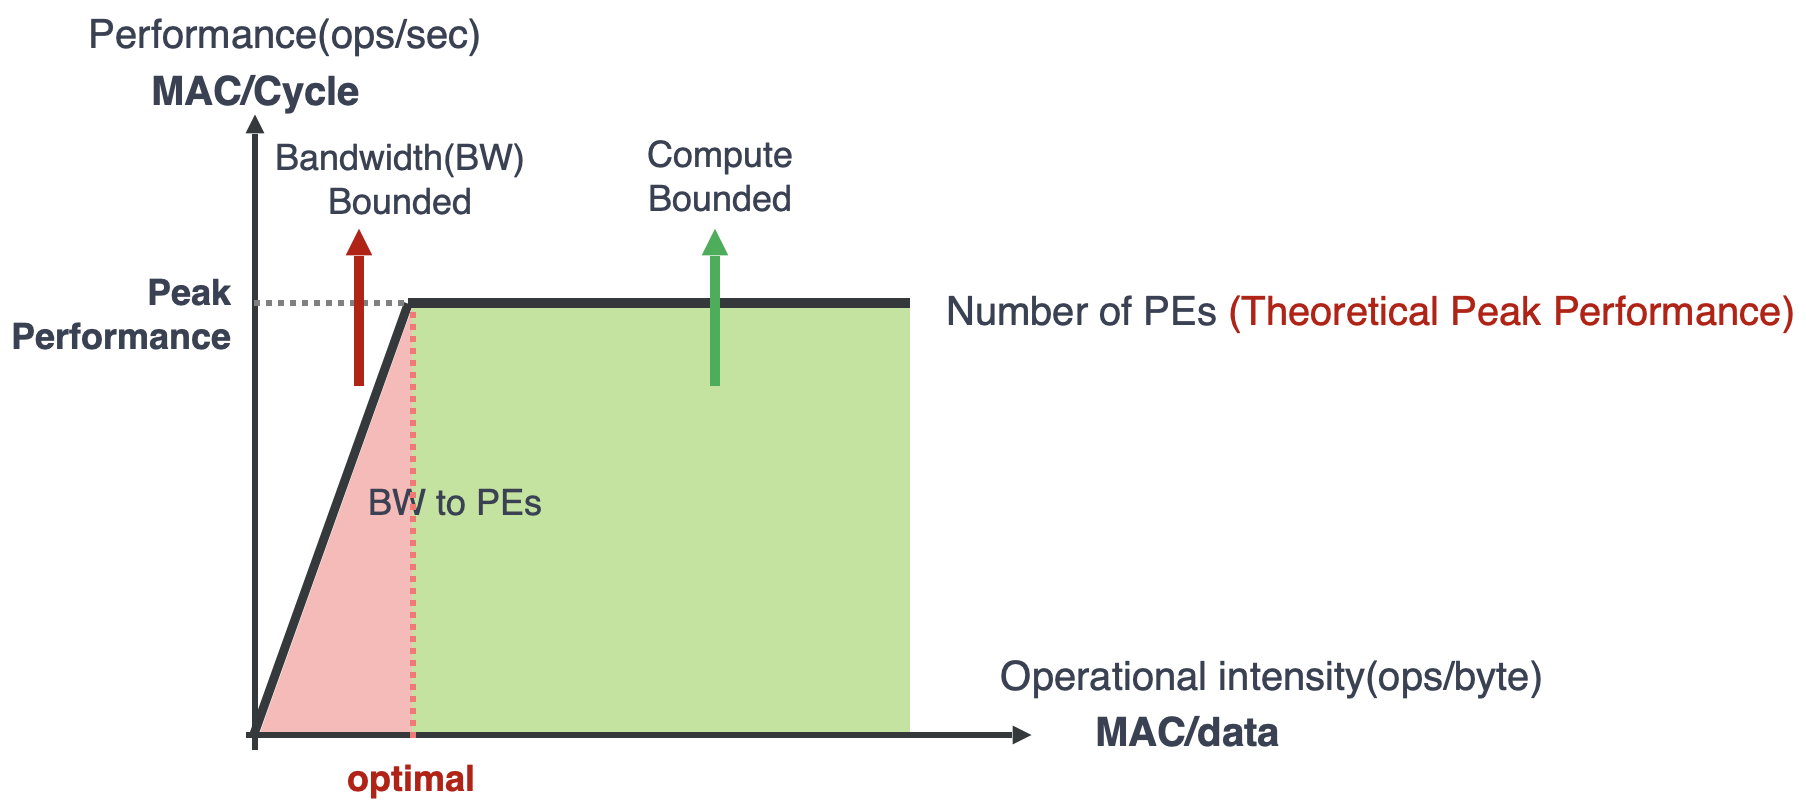 Performance(ops/sec)
MAC/Cycle
Bandwidth(BW)
Bounded
Compute
Bounded
Peak
Performance
Number of PEs (Theoretical Peak Performance)
BW to PEs
Operational intensity(ops/byte)
MAC/data
optimal